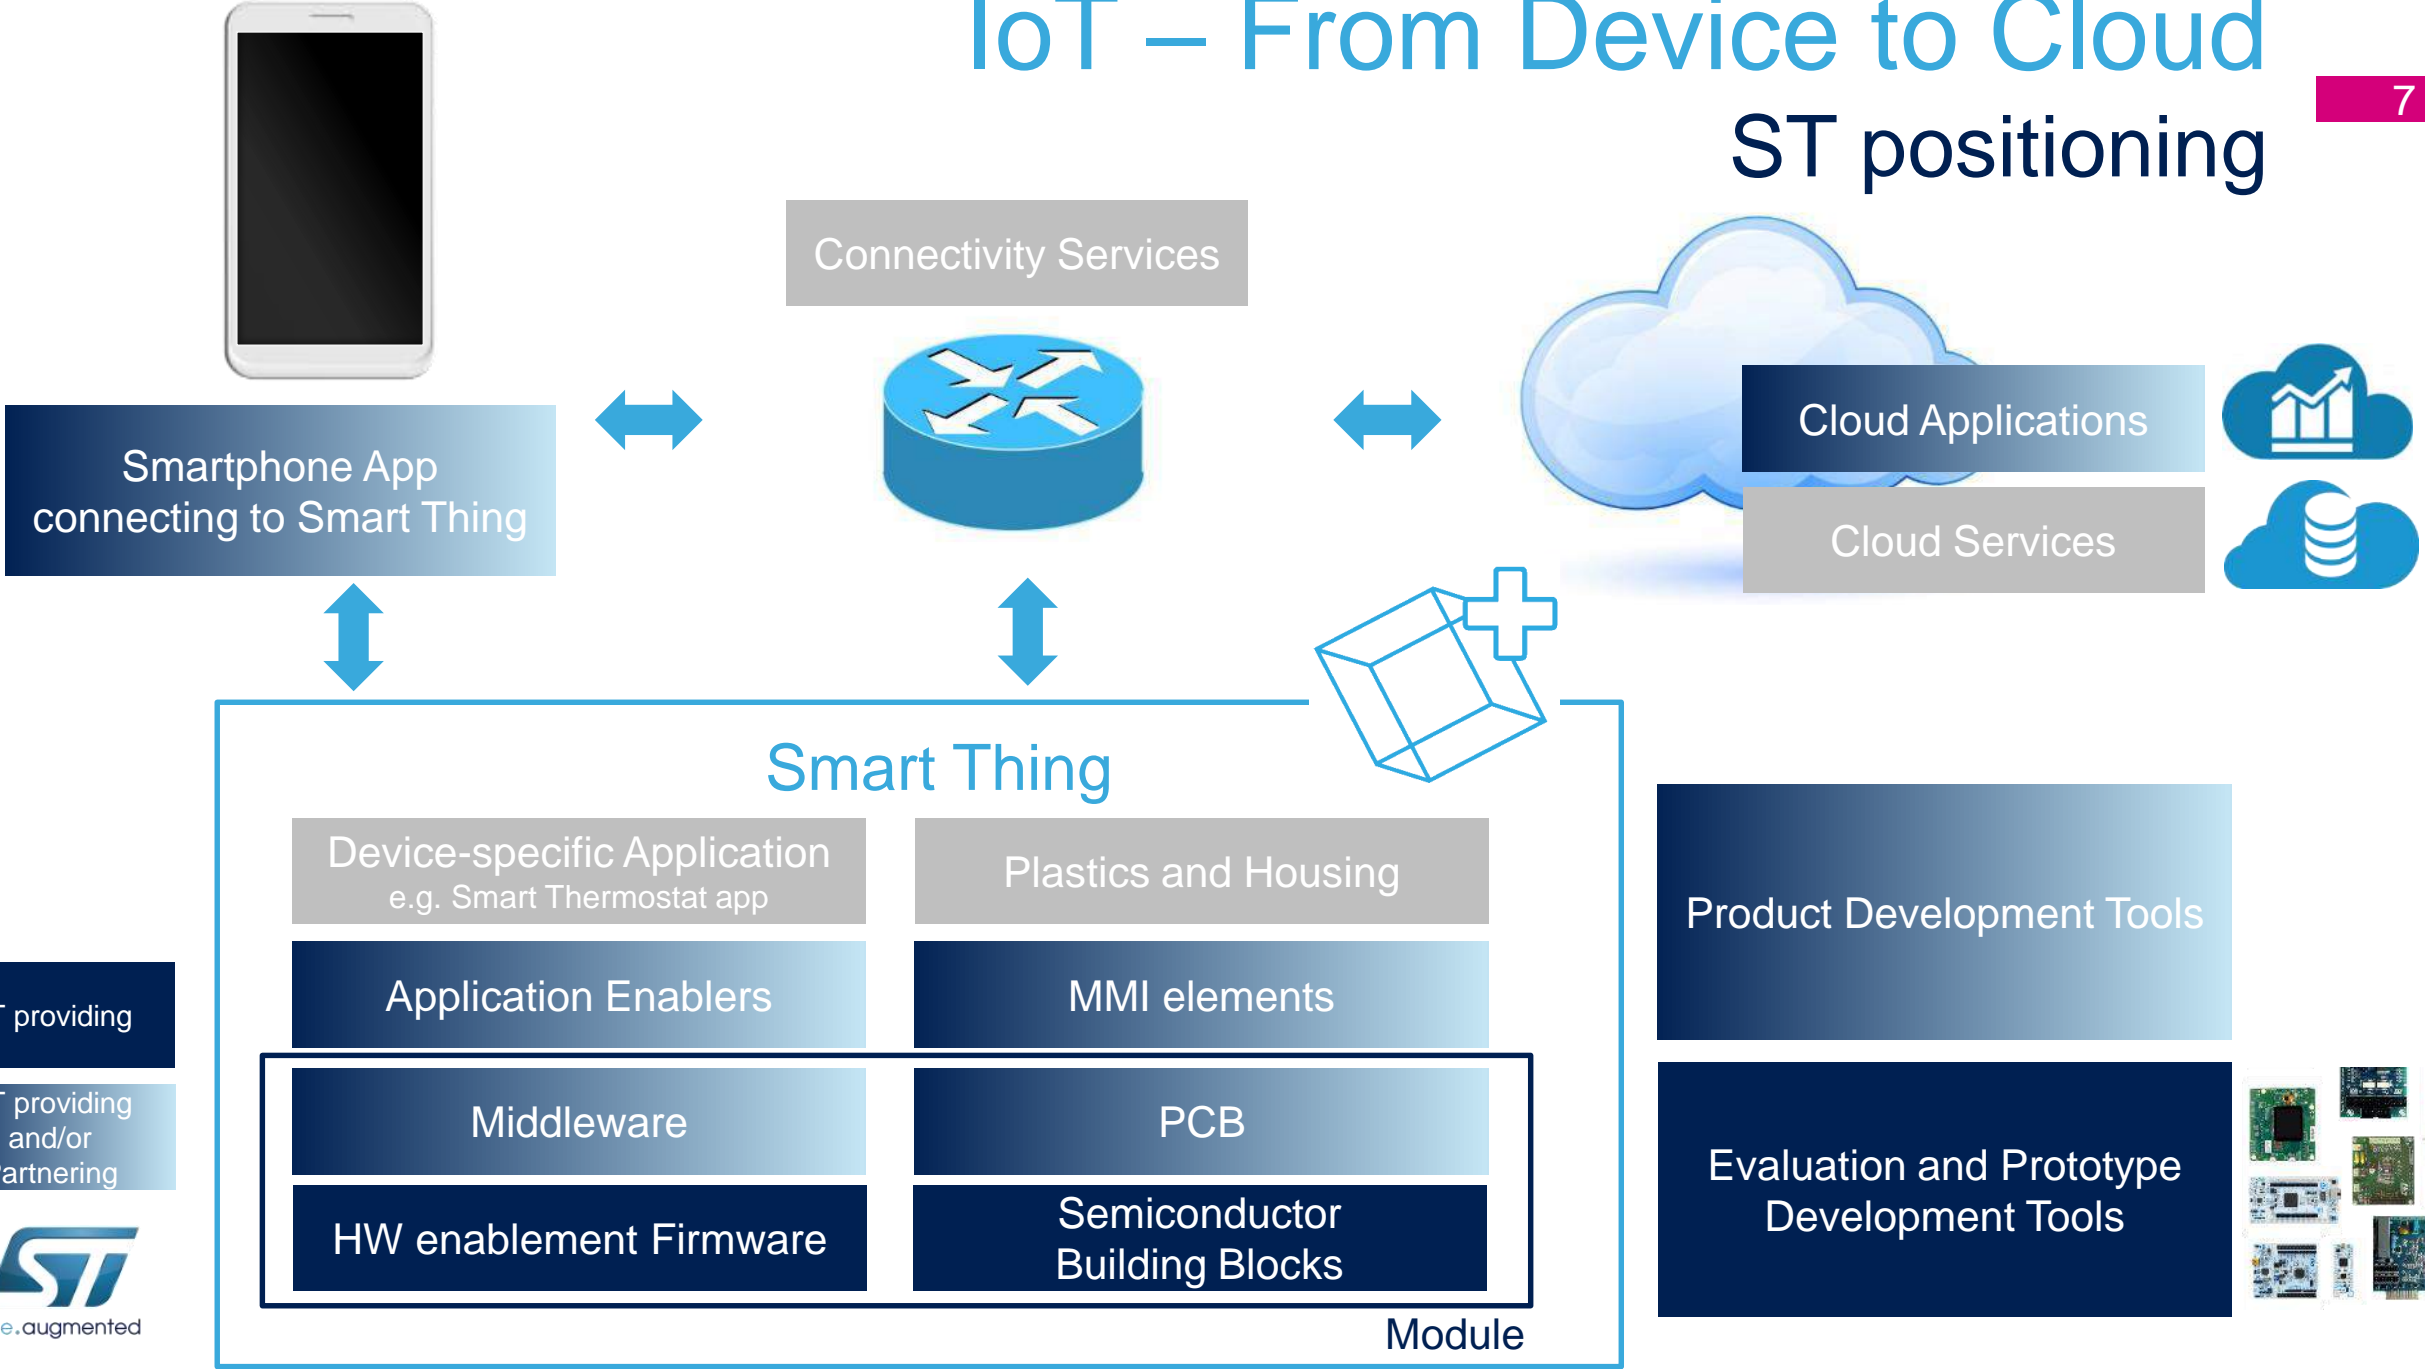 IoT – From Device to Cloud
7
ST positioning
Connectivity Services
Cloud Applications
Smartphone App
connecting to Smart Thing
Cloud Services
Smart Thing
Device-specific Application
e.g. Smart Thermostat app
Plastics and Housing
Product Development Tools
Application Enablers
MMI elements
providing
Middleware
PCB
providing
and/or
artnering
HW enablement Firmware
Semiconductor
Building Blocks
Evaluation and Prototype
Development Tools
ST
e.augmented
Module